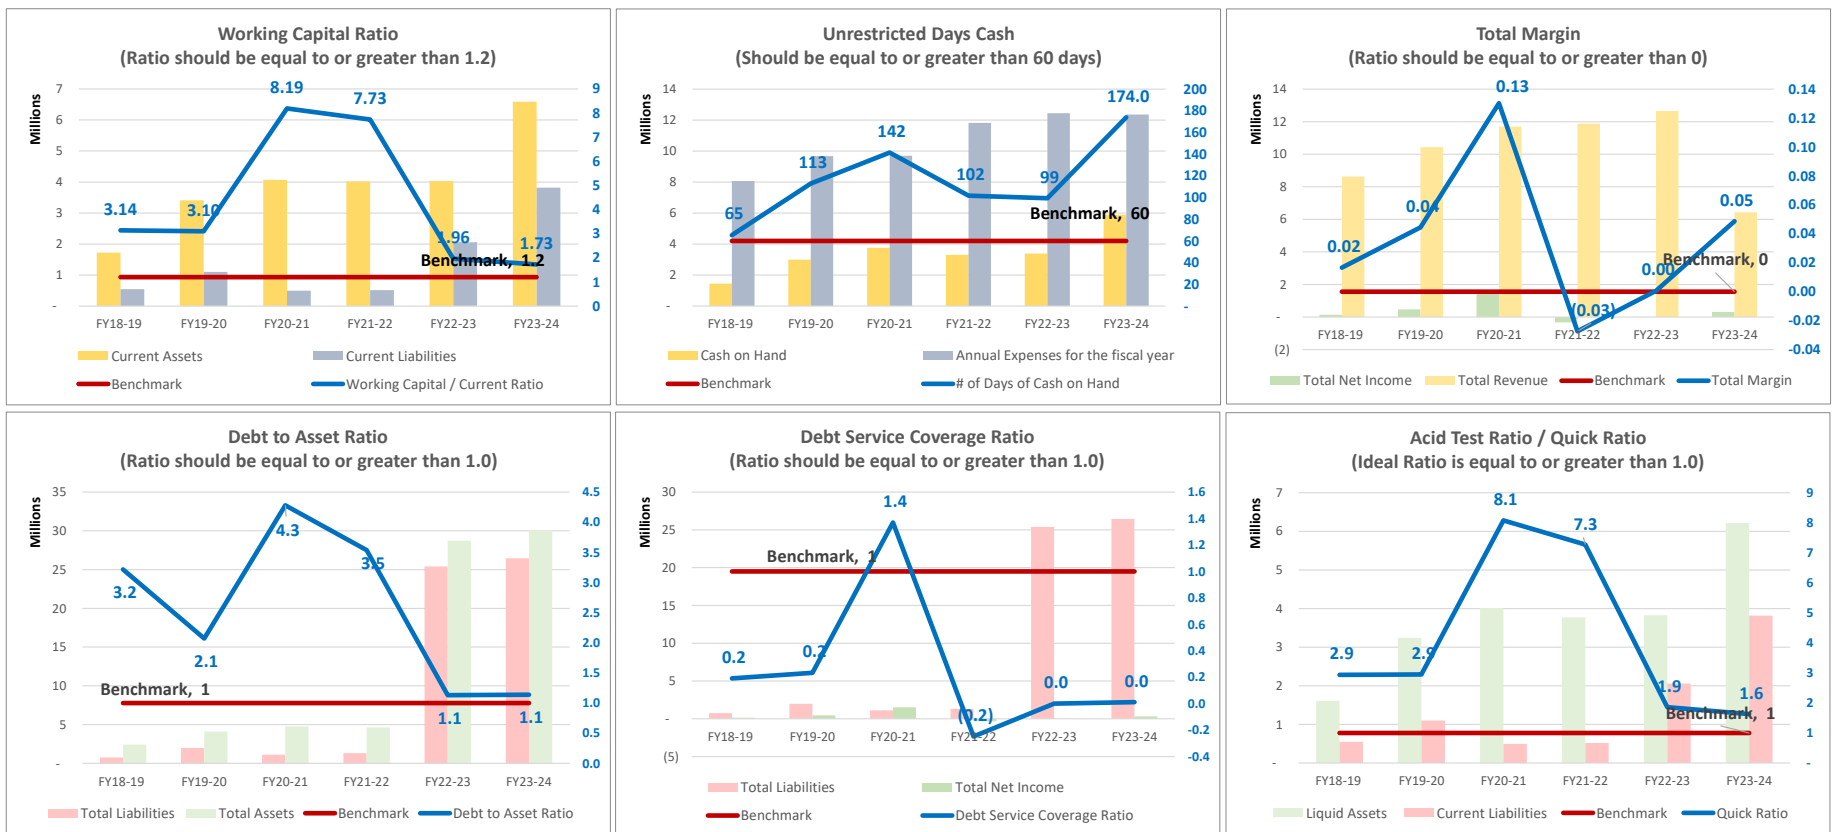 Working Capital Ratio
(Ratio should be equal to or greater than 1.2)
Millions
7
6
5
4
3
2
1
-
9
8
7
6
5
4
3
2
1
0
3.14
3.10
8.19
7.73
1.96
1.73
Benchmark, 1.2
FY18-19
FY19-20
FY20-21
FY21-22
FY22-23
FY23-24
Current Assets
Current Liabilities
Benchmark
Working Capital / Current Ratio
Unrestricted Days Cash
(Should be equal to or greater than 60 days)
Millions
14
12
10
8
6
4
2
-
200
180
160
140
120
100
80
60
40
20
-
65
113
142
102
99
174.0
Benchmark, 60
FY18-19
FY19-20
FY20-21
FY21-22
FY22-23
FY23-24
Cash on Hand
Annual Expenses for the fiscal year
Benchmark
# of Days of Cash on Hand
Total Margin
(Ratio should be equal to or greater than 0)
Millions
14
12
10
8
6
4
2
-
(2)
0.14
0.12
0.10
0.08
0.06
0.04
0.02
0.00
-0.02
-0.04
0.02
0.04
0.13
(0.03)
0.00
0.05
Benchmark, 0
FY18-19
FY19-20
FY20-21
FY21-22
FY22-23
FY23-24
Total Net Income
Total Revenue
Benchmark
Total Margin
Debt to Asset Ratio
(Ratio should be equal to or greater than 1.0)
Millions
35
30
25
20
15
10
5
-
4.5
4.0
3.5
3.0
2.5
2.0
1.5
1.0
0.5
0.0
3.2
2.1
4.3
3.5
1.1
1.1
Benchmark, 1
FY18-19
FY19-20
FY20-21
FY21-22
FY22-23
FY23-24
Total Liabilities
Total Assets
Benchmark
Debt to Asset Ratio
Debt Service Coverage Ratio
(Ratio should be equal to or greater than 1.0)
Millions
30
25
20
15
10
5
-
(5)
1.6
1.4
1.2
1.0
0.8
0.6
0.4
0.2
0.0
-0.2
-0.4
0.2
0.2
1.4
(0.2)
0.0
0.0
Benchmark, 1
FY18-19
FY19-20
FY20-21
FY21-22
FY22-23
FY23-24
Total Liabilities
Total Net Income
Benchmark
Debt Service Coverage Ratio
Acid Test Ratio / Quick Ratio
(Ideal Ratio is equal to or greater than 1.0)
Millions
7
6
5
4
3
2
1
-
9
8
7
6
5
4
3
2
1
-
2.9
2.9
8.1
7.3
1.9
1.6
Benchmark, 1
FY18-19
FY19-20
FY20-21
FY21-22
FY22-23
FY23-24
Liquid Assets
Current Liabilities
Benchmark
Quick Ratio